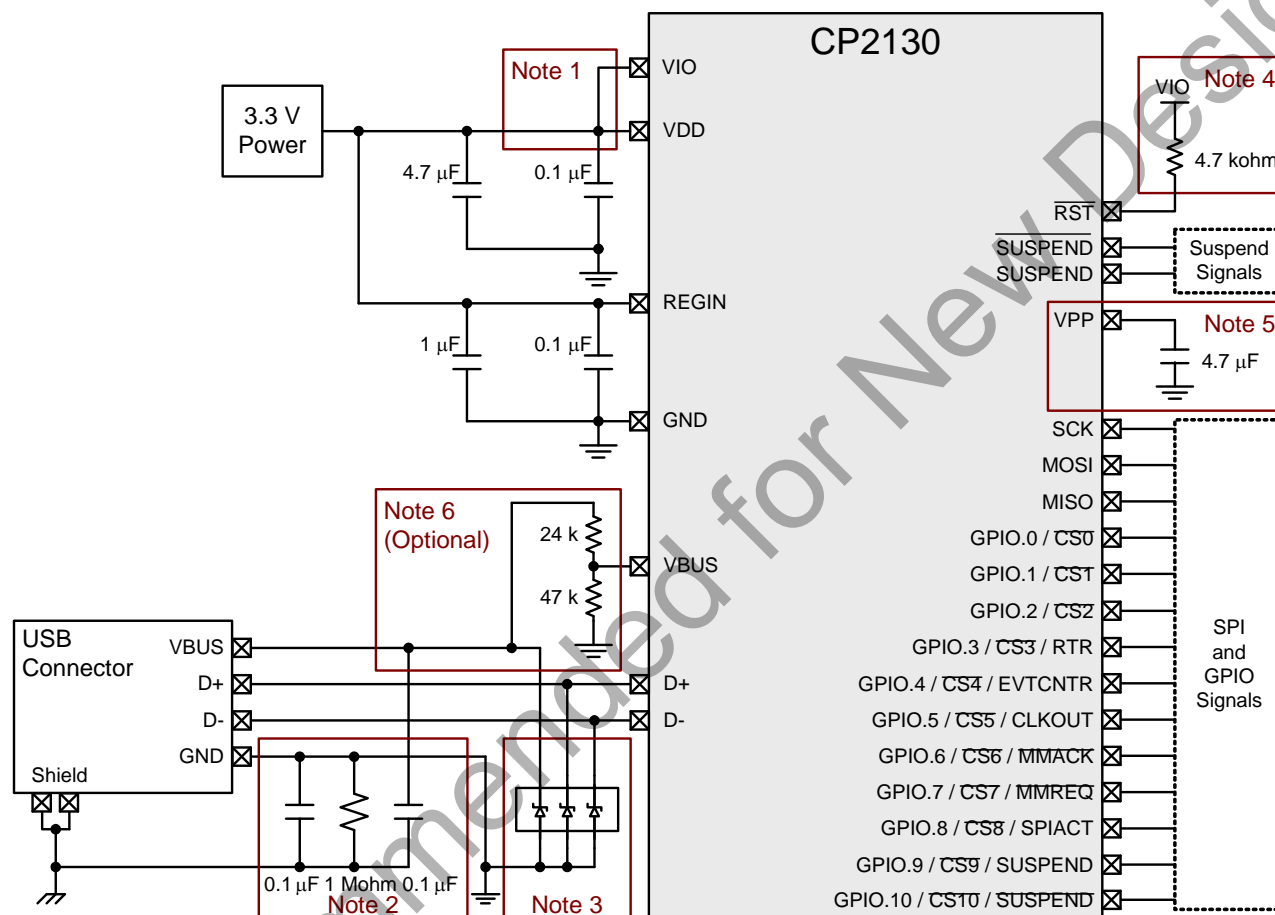 CP2130
Note 1
VIO
3.3 V
Power
VDD
4.7 μF
0.1 μF
REGIN
1 μF
0.1 μF
GND
Note 6
(Optional)
24 k
47 k
VBUS
USB
Connector
VBUS
D+
D-
GND
Shield
D+
D-
0.1 μF 1 Mohm 0.1 μF
Note 2
Note 3
Note 4
VIO
4.7 kohm
RST
SUSPEND
SUSPEND
Suspend
Signals
VPP
Note 5
4.7 μF
SCK
MOSI
MISO
GPIO.0 / CS0
GPIO.1 / CS1
GPIO.2 / CS2
GPIO.3 / CS3 / RTR
GPIO.4 / CS4 / EVTCNTR
GPIO.5 / CS5 / CLKOUT
GPIO.6 / CS6 / MMACK
GPIO.7 / CS7 / MMREQ
GPIO.8 / CS8 / SPIACT
GPIO.9 / CS9 / SUSPEND
GPIO.10 / CS10 / SUSPEND
SPI
and
GPIO
Signals
for New